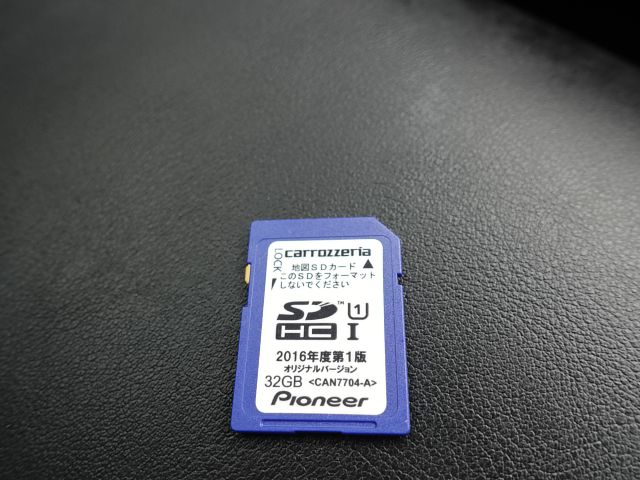 LOCK
carrozzeria
地図SDカード ▲
このSDをフォーマット
しないでください
SD™ U1
HC I
2016年度第1版
オリジナルバージョン
32GB <CAN7704-A>
Pioneer